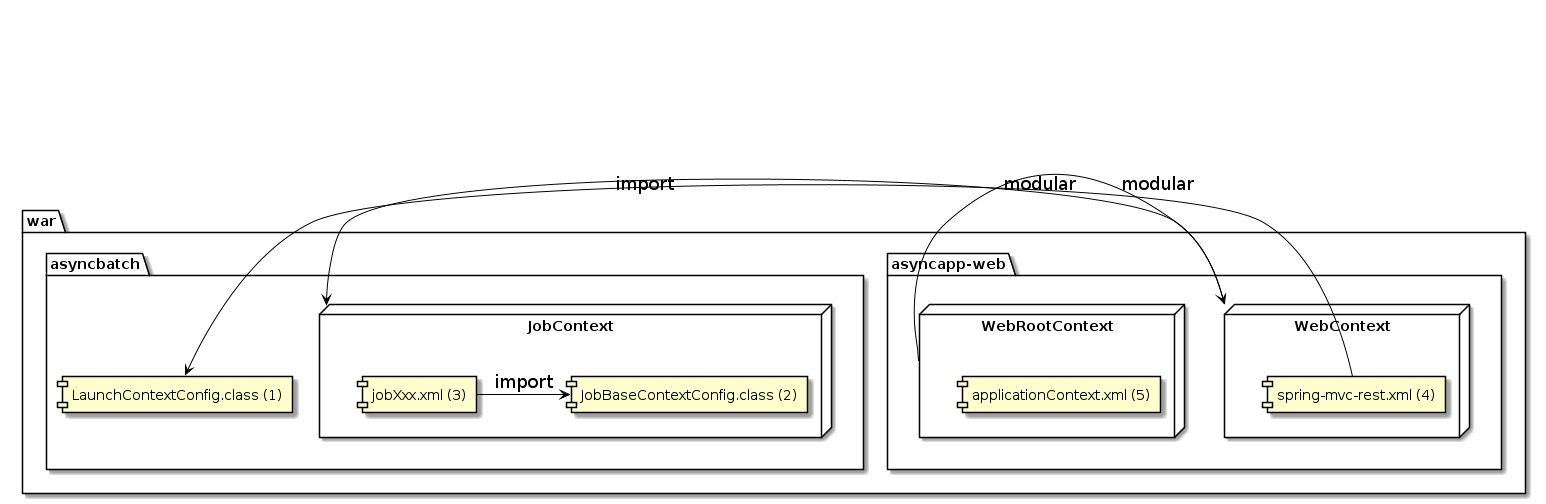 import
modular
modular
war
asyncbatch
asyncapp-web
JobContext
WebRootContext
WebContext
import
LaunchContextConfig.class (1)
jobXxx.xml (3)
JobBaseContextConfig.class (2)
applicationContext.xml (5)
spring-mvc-rest.xml (4)